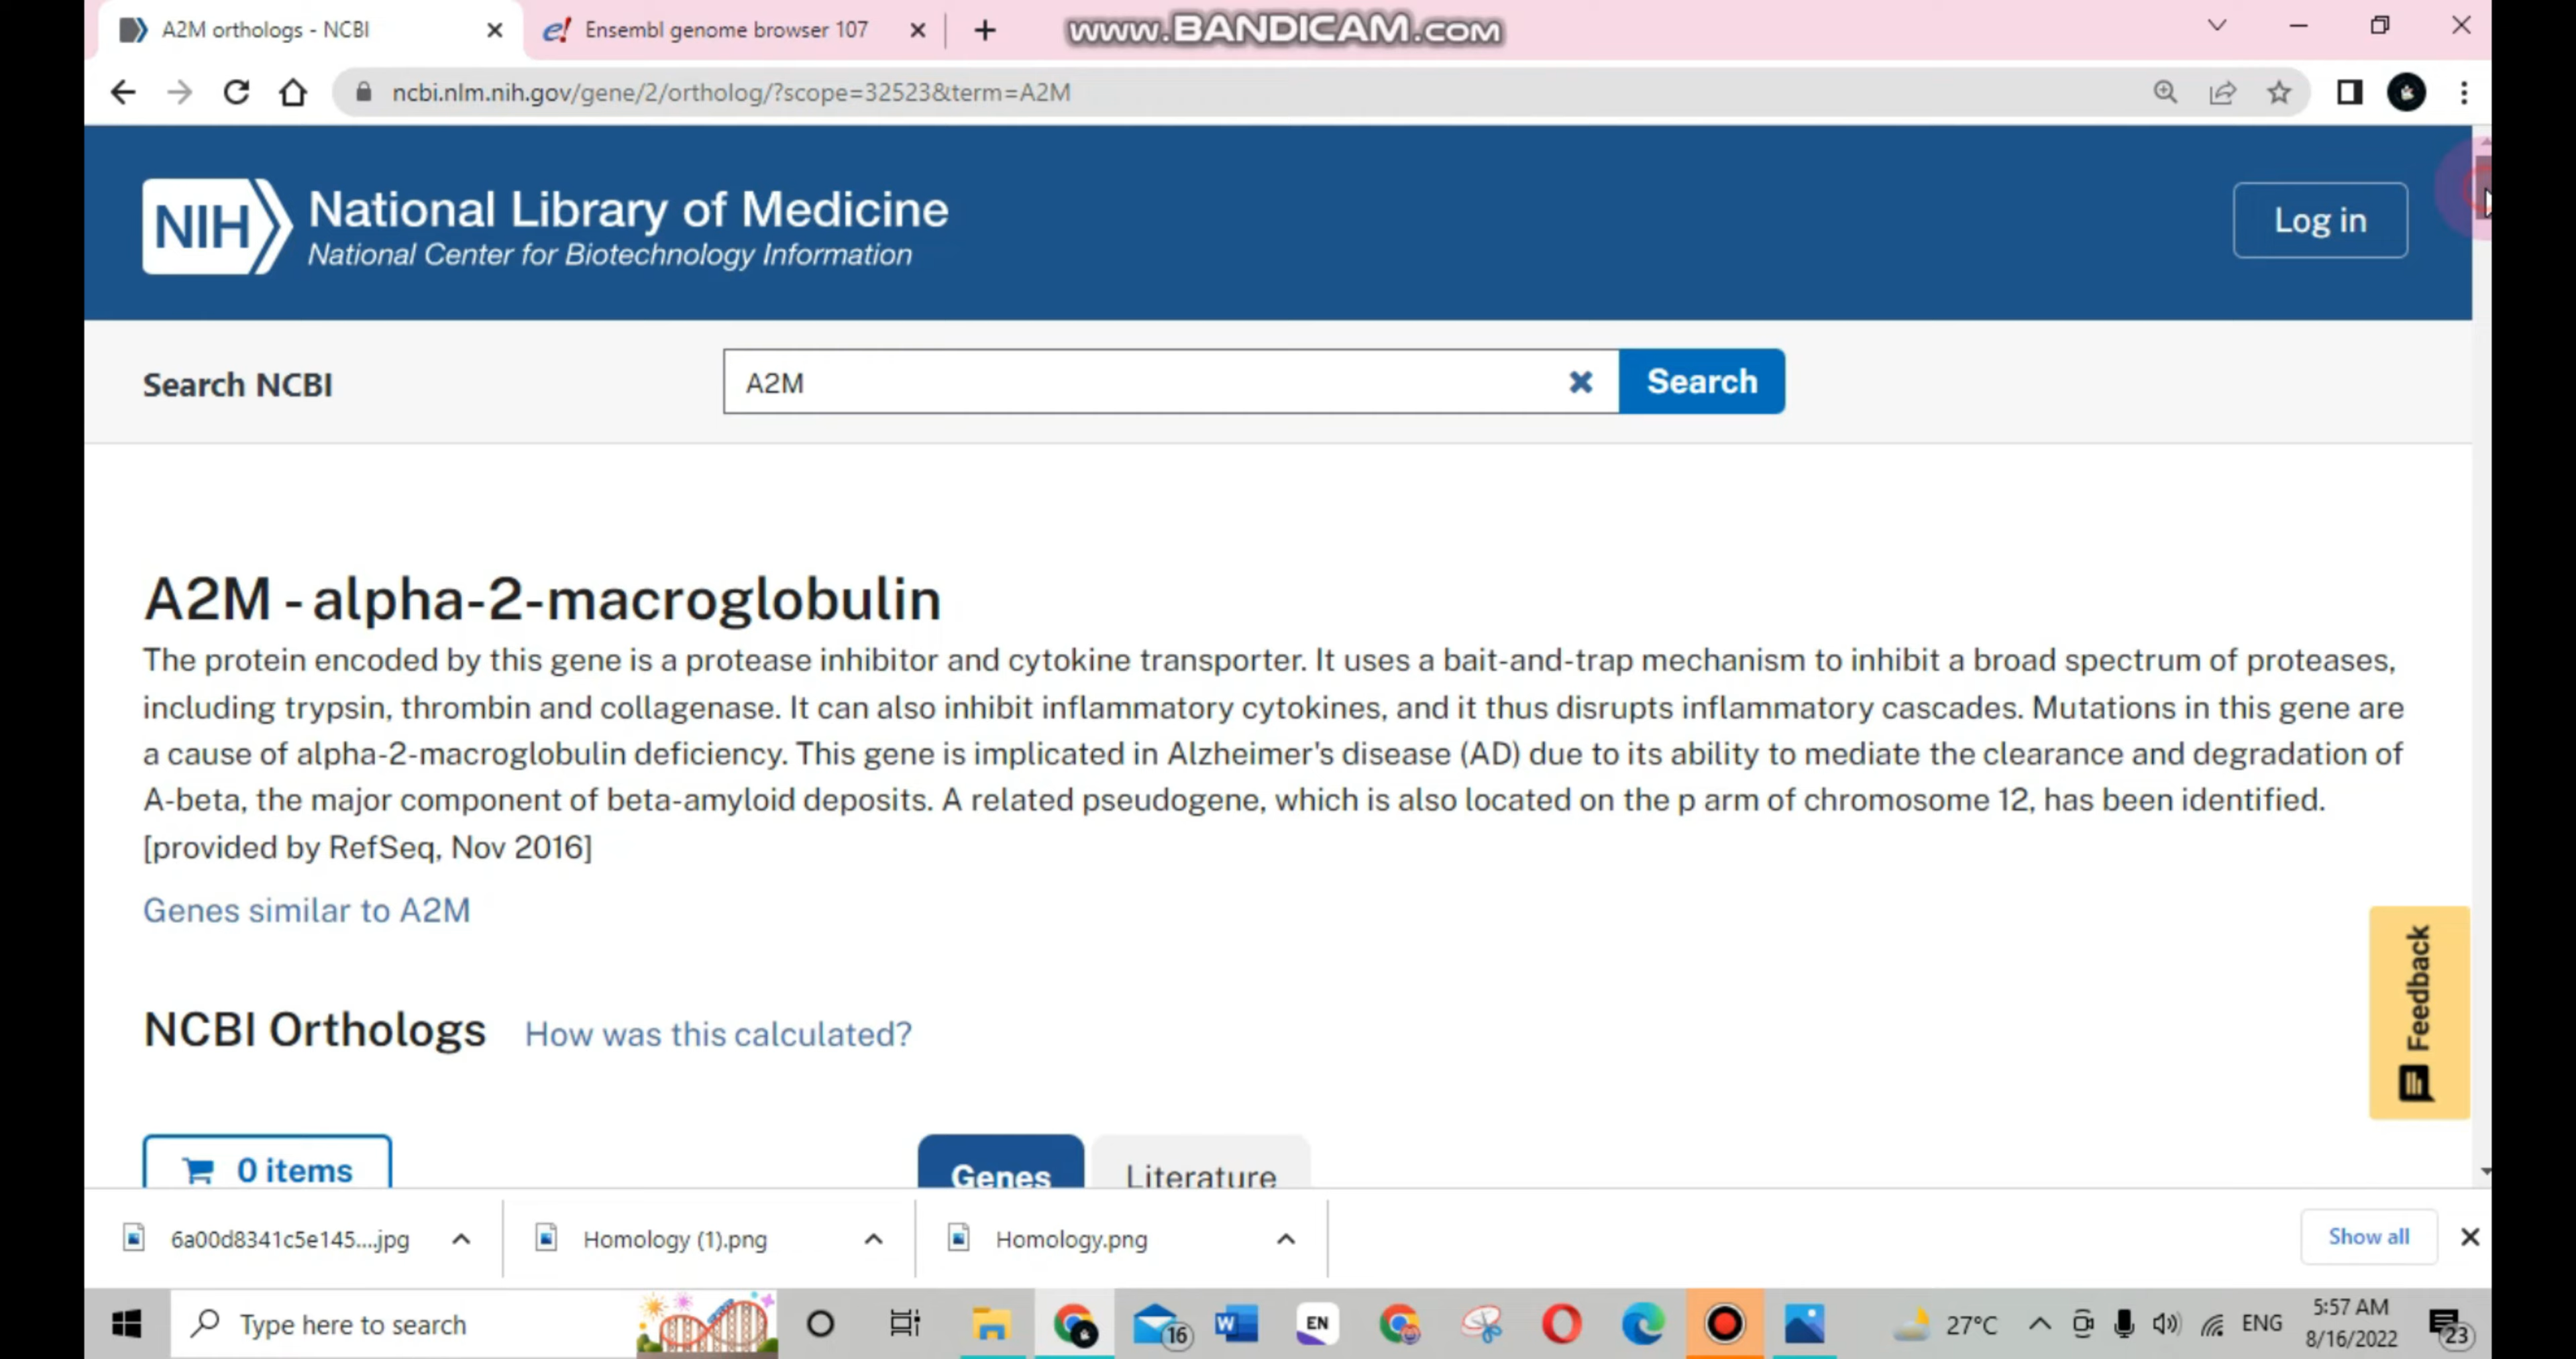 A2M orthologs - NCBI
Ensembl genome browser 107
www.BANDICAM.com
ncbi.nlm.nih.gov/gene/2/ortholog/?scope=32523&term=A2M
NIH
National Library of Medicine
National Center for Biotechnology Information
Log in
Search NCBI
A2M
Search
A2M - alpha-2-macroglobulin
The protein encoded by this gene is a protease inhibitor and cytokine transporter. It uses a bait-and-trap mechanism to inhibit a broad spectrum of proteases,
including trypsin, thrombin and collagenase. It can also inhibit inflammatory cytokines, and it thus disrupts inflammatory cascades. Mutations in this gene are
a cause of alpha-2-macroglobulin deficiency. This gene is implicated in Alzheimer's disease (AD) due to its ability to mediate the clearance and degradation of
A-beta, the major component of beta-amyloid deposits. A related pseudogene, which is also located on the p arm of chromosome 12, has been identified.
[provided by RefSeq, Nov 2016]
Genes similar to A2M
Feedback
NCBI Orthologs How was this calculated?
0 items
Genes
Literature
6a00d8341c5e145....jpg
Homology (1).png
Homology.png
Show all
Type here to search
16
W
EN
27°C
ENG
5:57 AM
8/16/2022
23